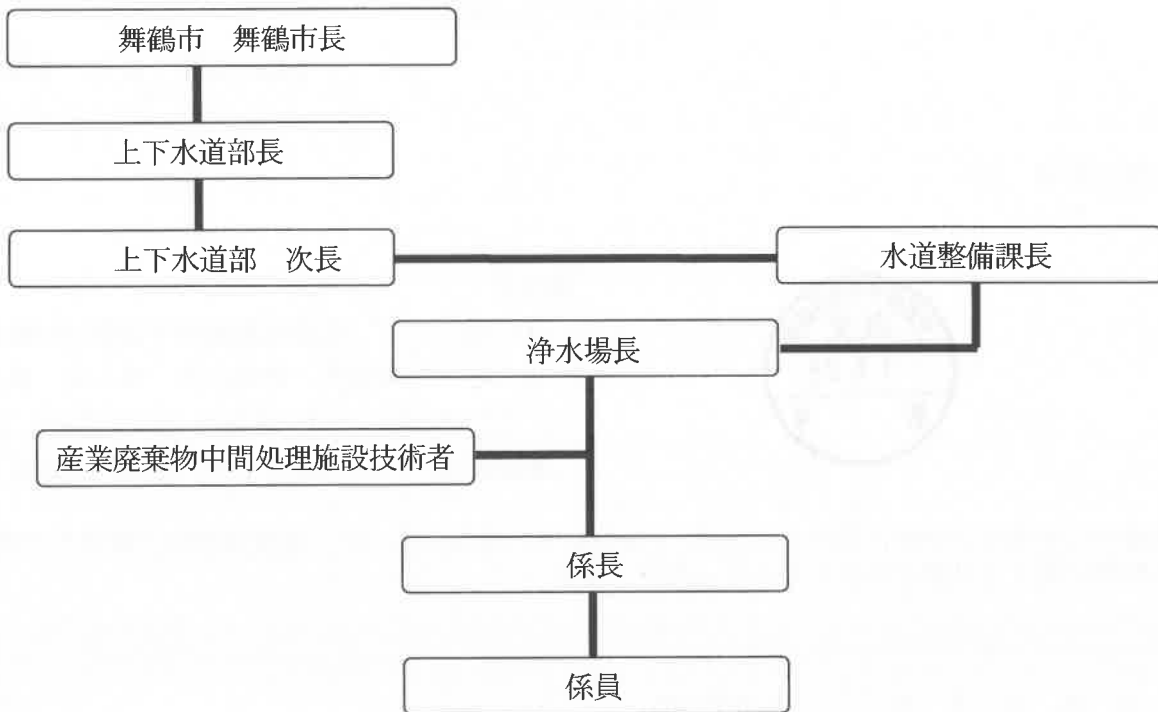 舞鶴市　舞鶴市長
上下水道部長
上下水道部　次長
水道整備課長
浄水場長
産業廃棄物中間処理施設技術者
係長
係員